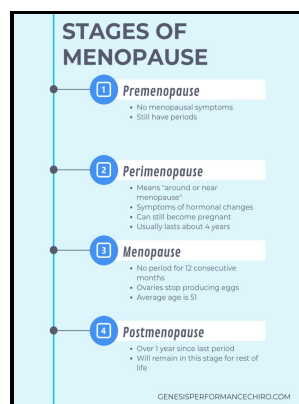 STAGES OF
MENOPAUSE
1
Premenopause
• No menopausal symptoms
• Still have periods
2
Perimenopause
• Means "around or near
menopause"
• Symptoms of hormonal changes
• Can still become pregnant
• Usually lasts about 4 years
3
Menopause
• No period for 12 consecutive
months
• Ovaries stop producing eggs
• Average age is 51
4
Postmenopause
• Over 1 year since last period
• Will remain in this stage for rest of
life
GENESISPERFORMANCECHIRO.COM